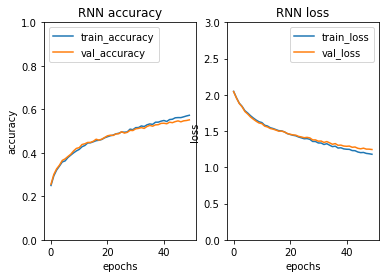 RNN accuracy
1.0
0.8
0.6
0.4
0.2
0.0
accuracy
train_accuracy
val_accuracy
0
20
40
epochs
RNN loss
3.0
2.5
2.0
1.5
1.0
0.5
0.0
loss
train_loss
val_loss
0
20
40
epochs